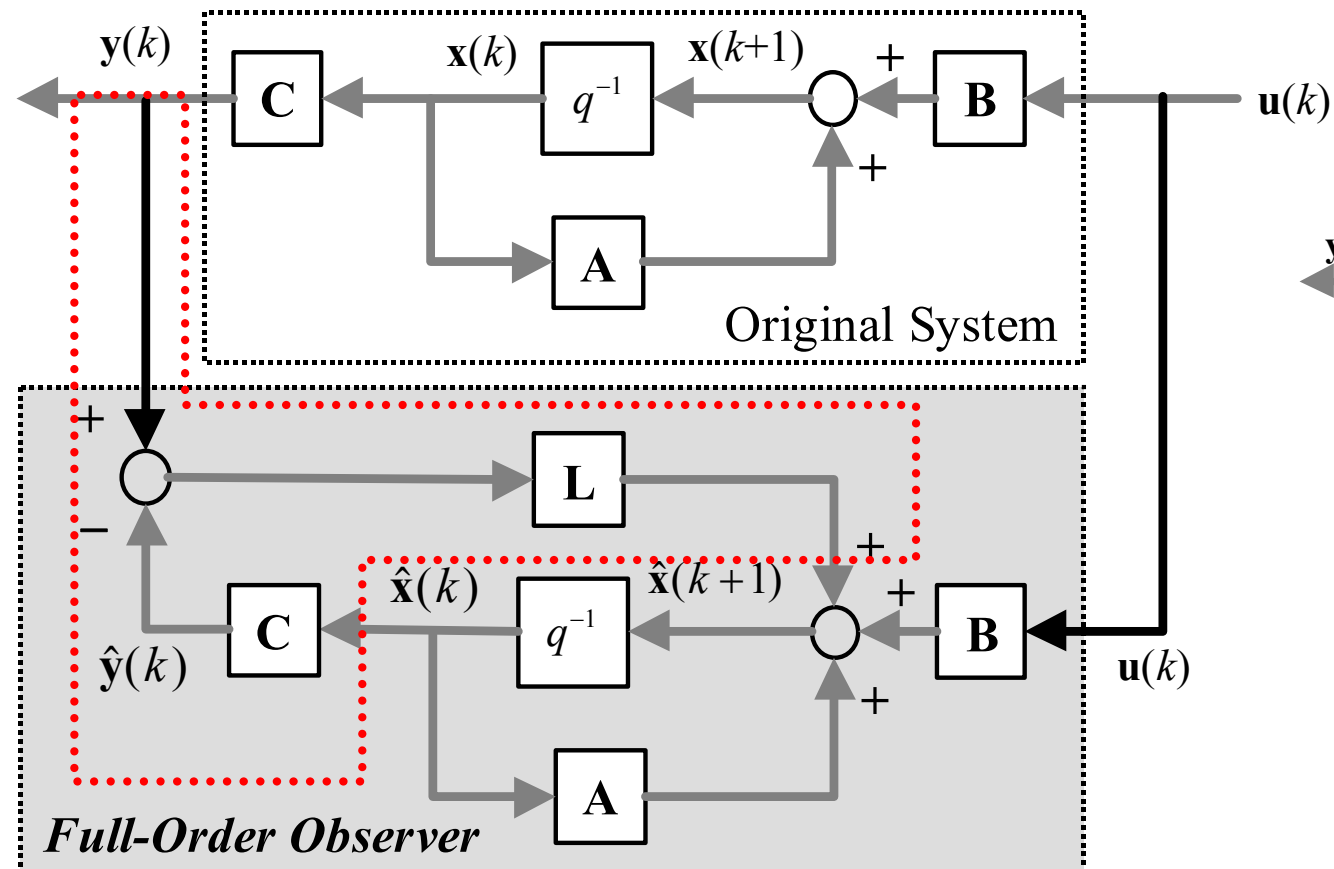 y(k)
x(k)
x(k+1)
+
C
q⁻¹
B
u(k)
+
A
Original System
y
+
L
−
+
x̂(k)
x̂(k+1)
+
C
q⁻¹
B
ŷ(k)
u(k)
+
A
Full-Order Observer